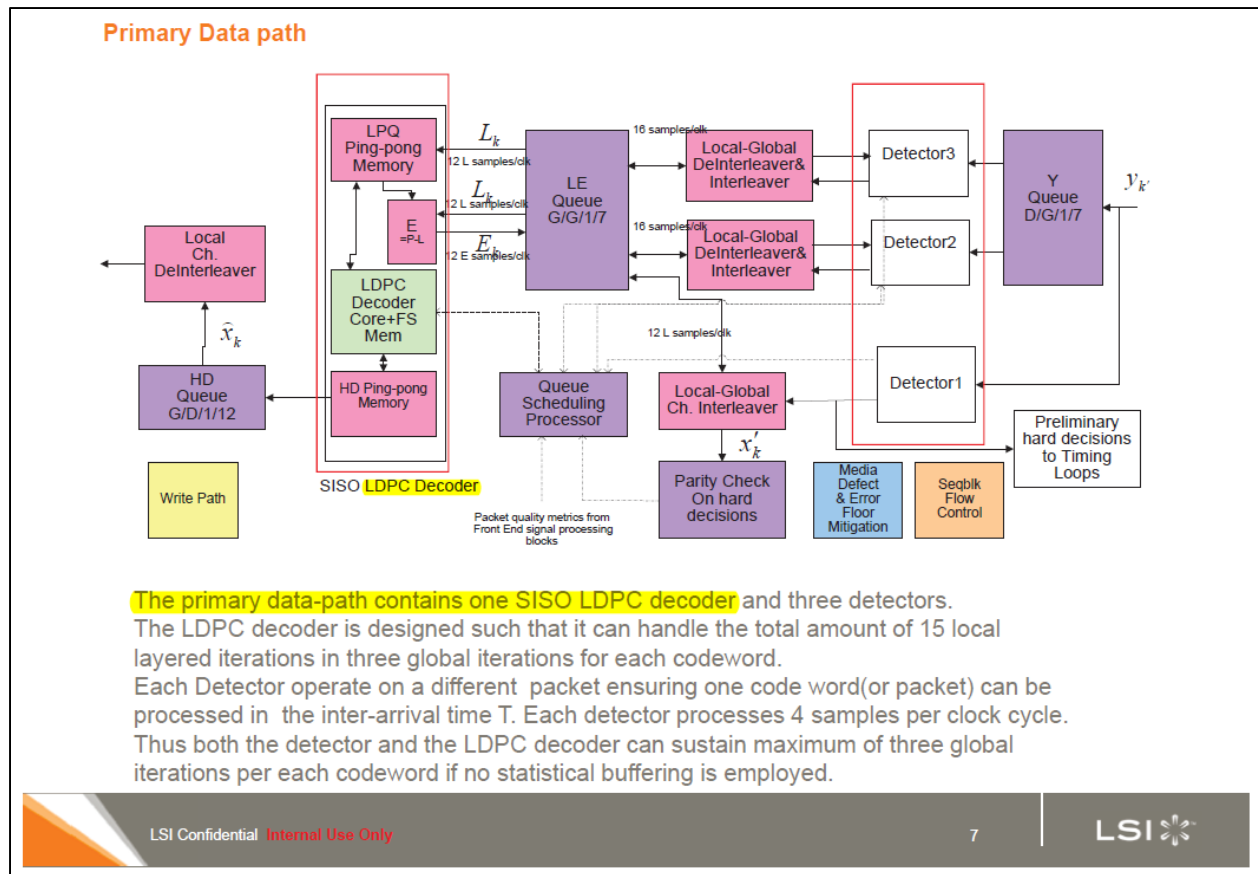 Primary Data path
LPQ
Ping-pong
Memory
L_k
12 L samples/clk
L_k
12 L samples/clk
E
=P-L
E_k
12 E samples/clk
LE
Queue
G/G/1/7
16 samples/clk
16 samples/clk
Local-Global
DeInterleaver&
Interleaver
Local-Global
DeInterleaver&
Interleaver
Detector3
Detector2
Detector1
Y
Queue
D/G/1/7
y_k'
Local
Ch.
DeInterleaver
x̂_k
HD
Queue
G/D/1/12
LDPC
Decoder
Core+FS
Mem
HD Ping-pong
Memory
SISO LDPC Decoder
Write Path
Queue
Scheduling
Processor
12 L samples/clk
Local-Global
Ch. Interleaver
x'_k
Parity Check
On hard
decisions
Packet quality metrics from
Front End signal processing
blocks
Media
Defect
& Error
Floor
Mitigation
Seqblk
Flow
Control
Preliminary
hard decisions
to Timing
Loops
The primary data-path contains one SISO LDPC decoder and three detectors.
The LDPC decoder is designed such that it can handle the total amount of 15 local
layered iterations in three global iterations for each codeword.
Each Detector operate on a different packet ensuring one code word(or packet) can be
processed in the inter-arrival time T. Each detector processes 4 samples per clock cycle.
Thus both the detector and the LDPC decoder can sustain maximum of three global
iterations per each codeword if no statistical buffering is employed.
LSI Confidential Internal Use Only
7
LSI